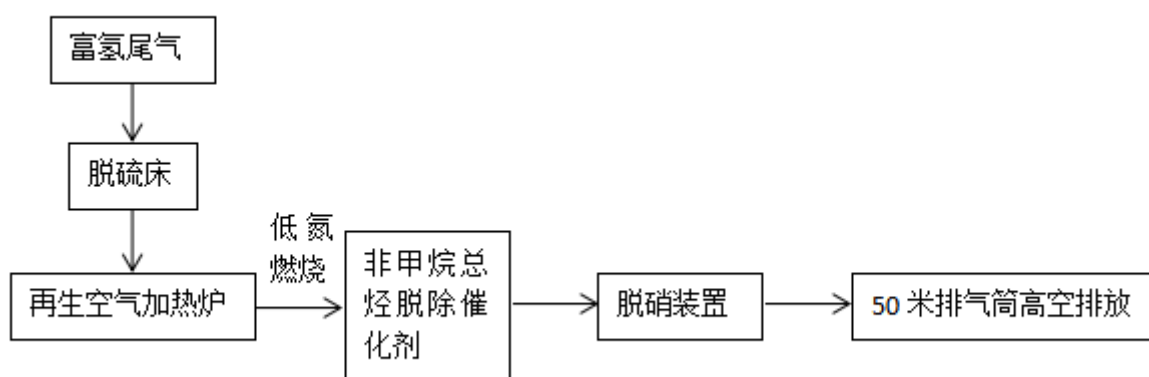 富氢尾气
脱硫床
再生空气加热炉
低氮
燃烧
非甲烷总
烃脱除催
化剂
脱硝装置
50 米排气筒高空排放